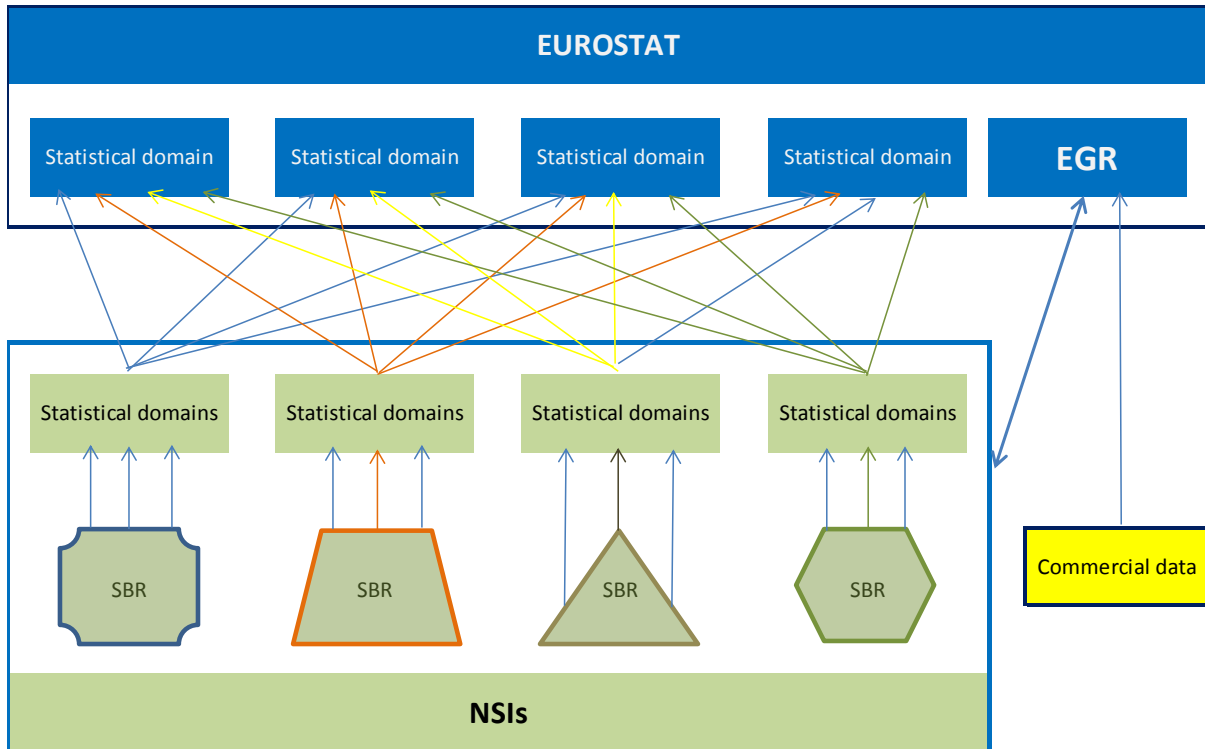 EUROSTAT
Statistical domain
Statistical domain
Statistical domain
Statistical domain
EGR
Statistical domains
Statistical domains
Statistical domains
Statistical domains
SBR
SBR
SBR
SBR
Commercial data
NSIs